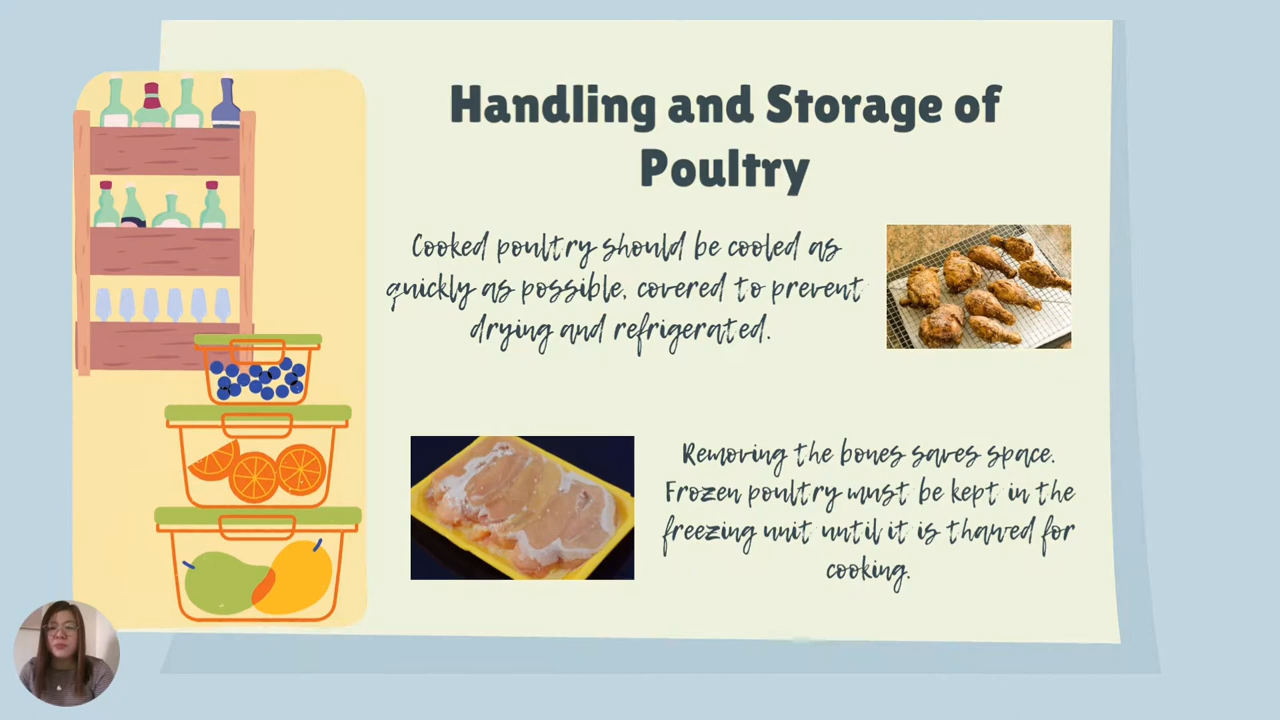 Handling and Storage of
Poultry
Cooked poultry should be cooled as
quickly as possible, covered to prevent
drying and refrigerated.
Removing the bones saves space.
Frozen poultry must be kept in the
freezing unit until it is thawed for
cooking.